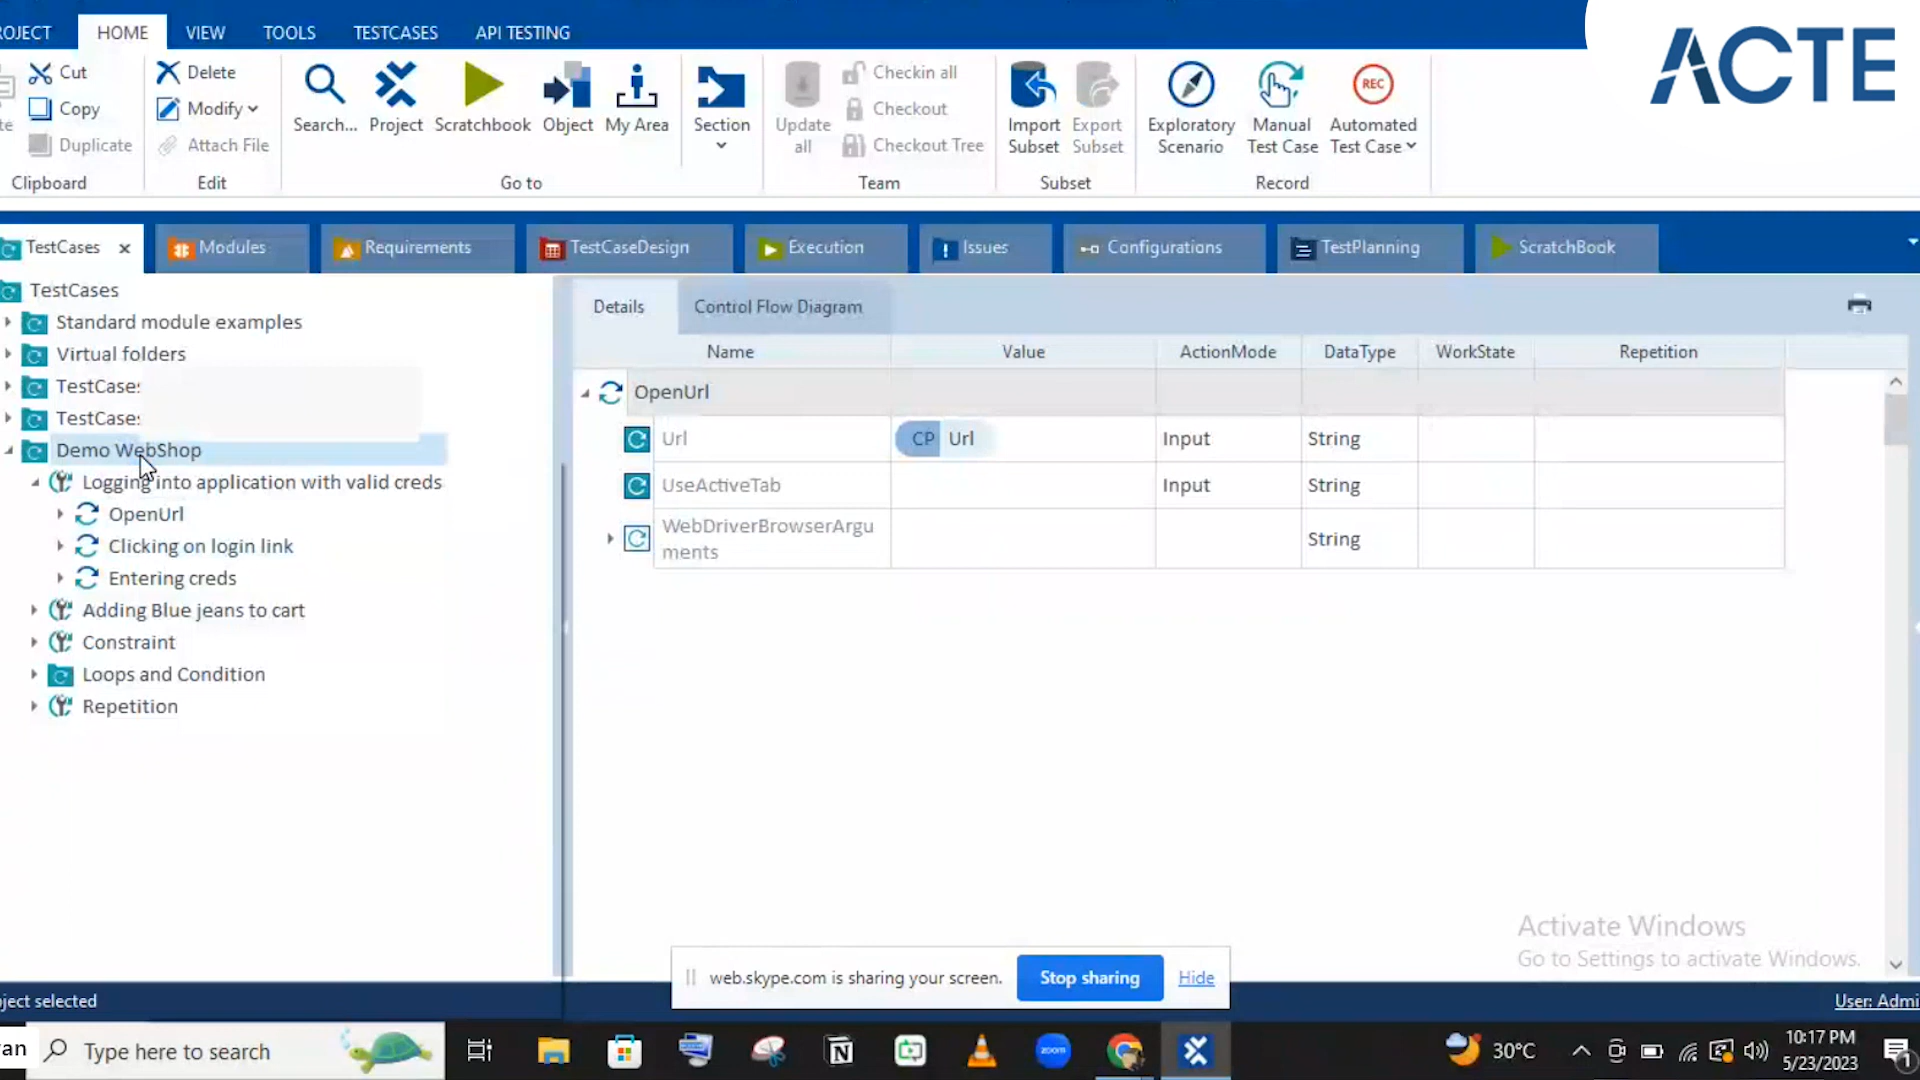 ROJECT HOME VIEW TOOLS TESTCASES API TESTING
ACTE
Cut
Copy
Duplicate
Clipboard
Delete
Modify
Attach File
Edit
Search... Project Scratchbook Object My Area
Go to
Section
Update all
Checkin all
Checkout
Checkout Tree
Team
Import Subset
Export Subset
Subset
Exploratory Scenario
Manual Test Case
REC
Automated Test Case
Record
TestCases × Modules Requirements TestCaseDesign Execution Issues Configurations TestPlanning ScratchBook
TestCases
Standard module examples
Virtual folders
TestCases
TestCases
Demo WebShop
Logging into application with valid creds
OpenUrl
Clicking on login link
Entering creds
Adding Blue jeans to cart
Constraint
Loops and Condition
Repetition
Details Control Flow Diagram
Name Value ActionMode DataType WorkState Repetition
OpenUrl
Url CP Url Input String
UseActiveTab Input String
WebDriverBrowserArgu
ments
String
Activate Windows
Go to Settings to activate Windows.
web.skype.com is sharing your screen. Stop sharing Hide
ject selected
User: Admi
van
Type here to search
zoom
30°C
10:17 PM
5/23/2023
1